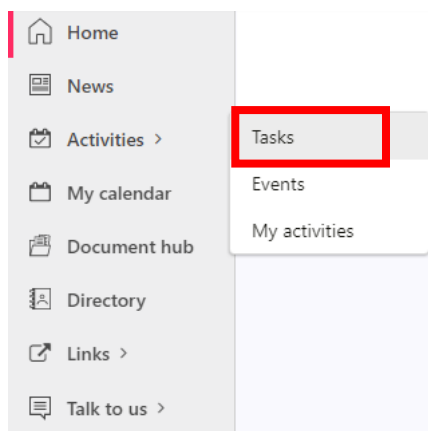 Home
News
Activities >
Tasks
Events
My activities
My calendar
Document hub
Directory
Links >
Talk to us >